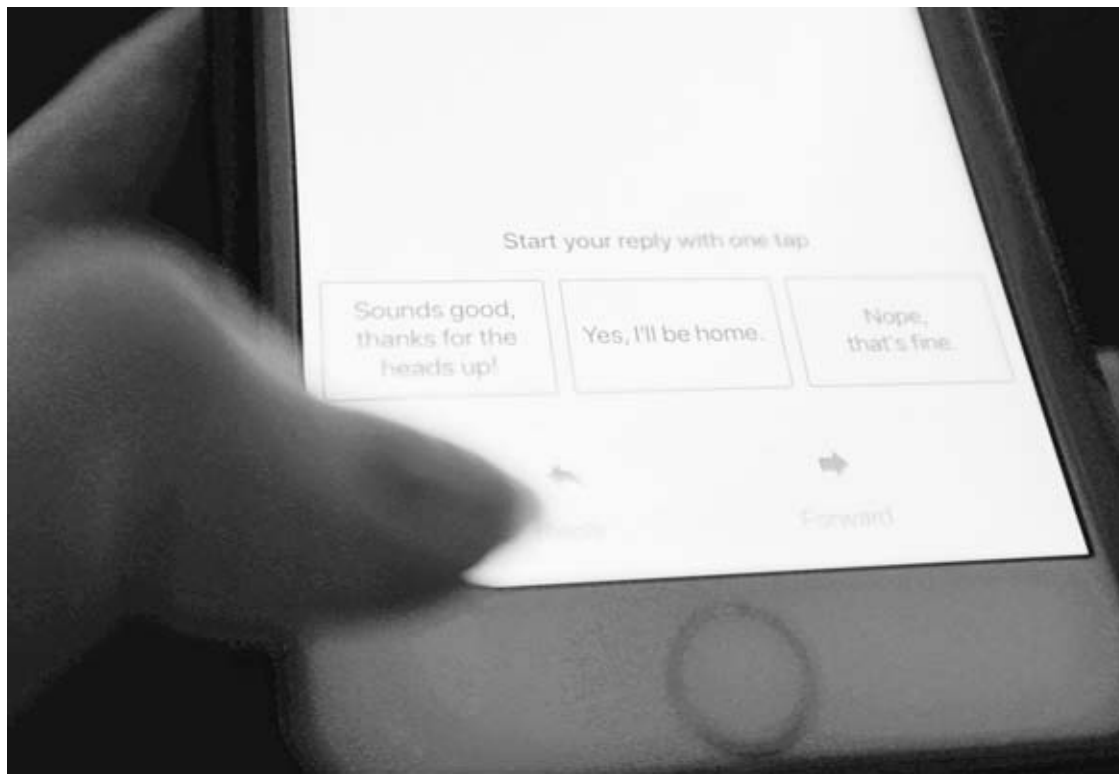 Start your reply with one tap
Sounds good,
thanks for the
heads up!
Yes, I'll be home.
Nope,
that's fine.
Forward